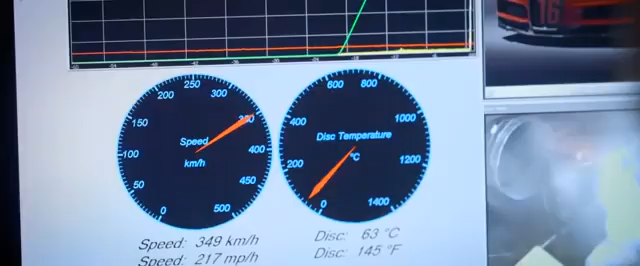 16
250
200
300
150
350
Speed
100
400
km/h
50
450
0
500
600
800
400
1000
Disc Temperature
°C
200
1200
0
1400
Speed: 349 km/h
Speed: 217 mp/h
Disc: 63 °C
Disc: 145 °F